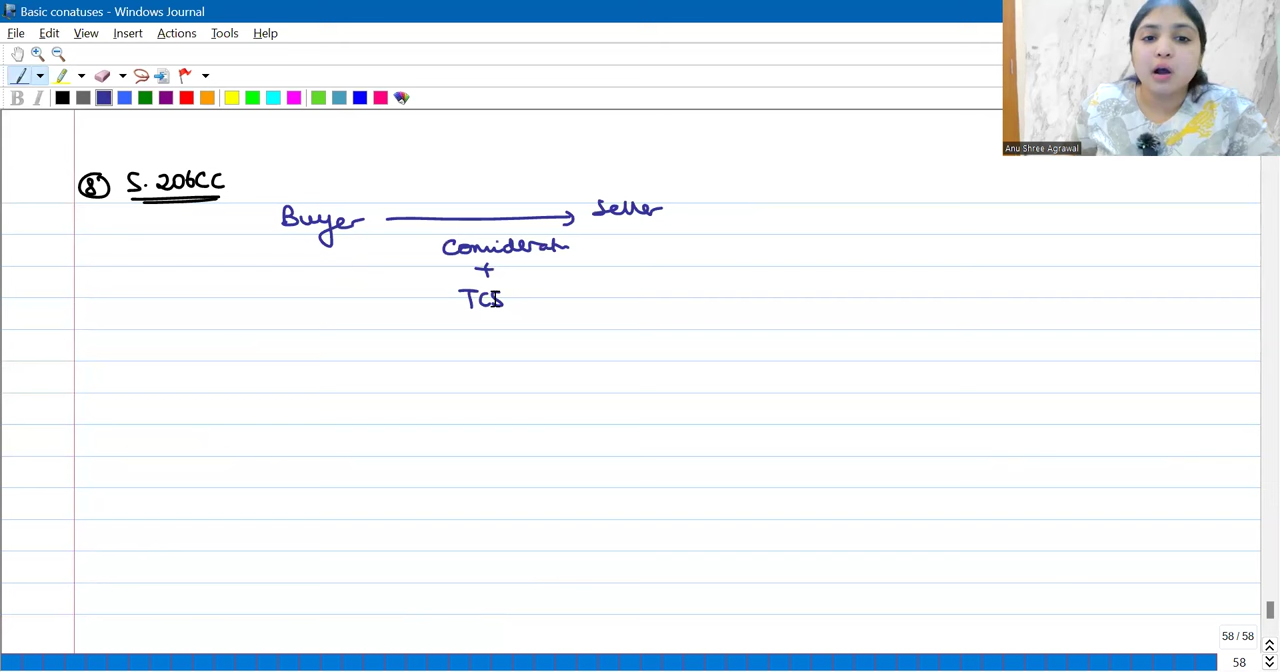 Basic conatuses - Windows Journal
File Edit View Insert Actions Tools Help
B I
Anu Shree Agrawal
8 S. 206CC
Buyer → Seller
Considerat
+
TCS
58 / 58
58